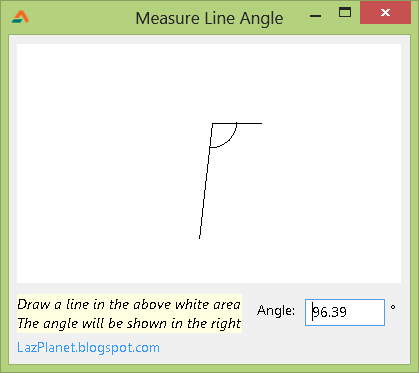 Measure Line Angle
Draw a line in the above white area
The angle will be shown in the right
Angle: 96.39 °
LazPlanet.blogspot.com